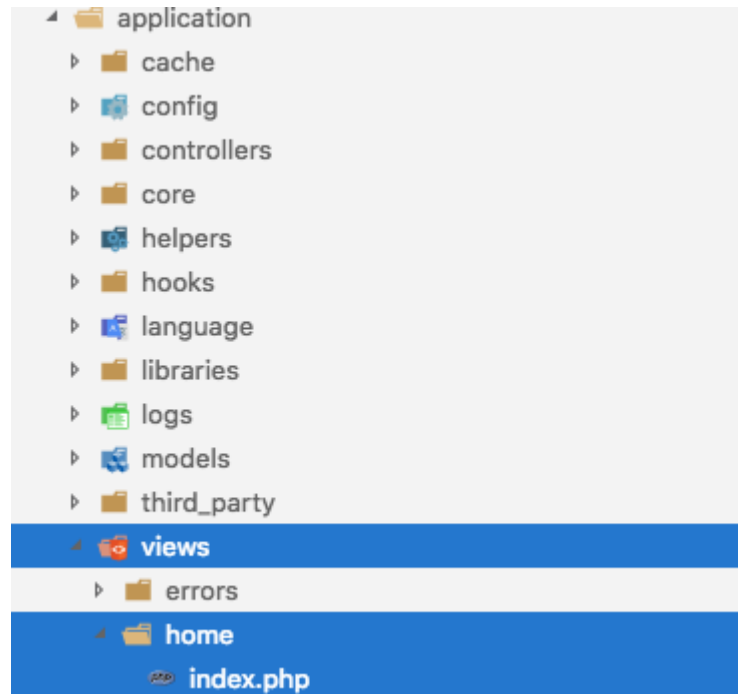 application
cache
config
controllers
core
helpers
hooks
language
libraries
logs
models
third_party
views
errors
home
index.php